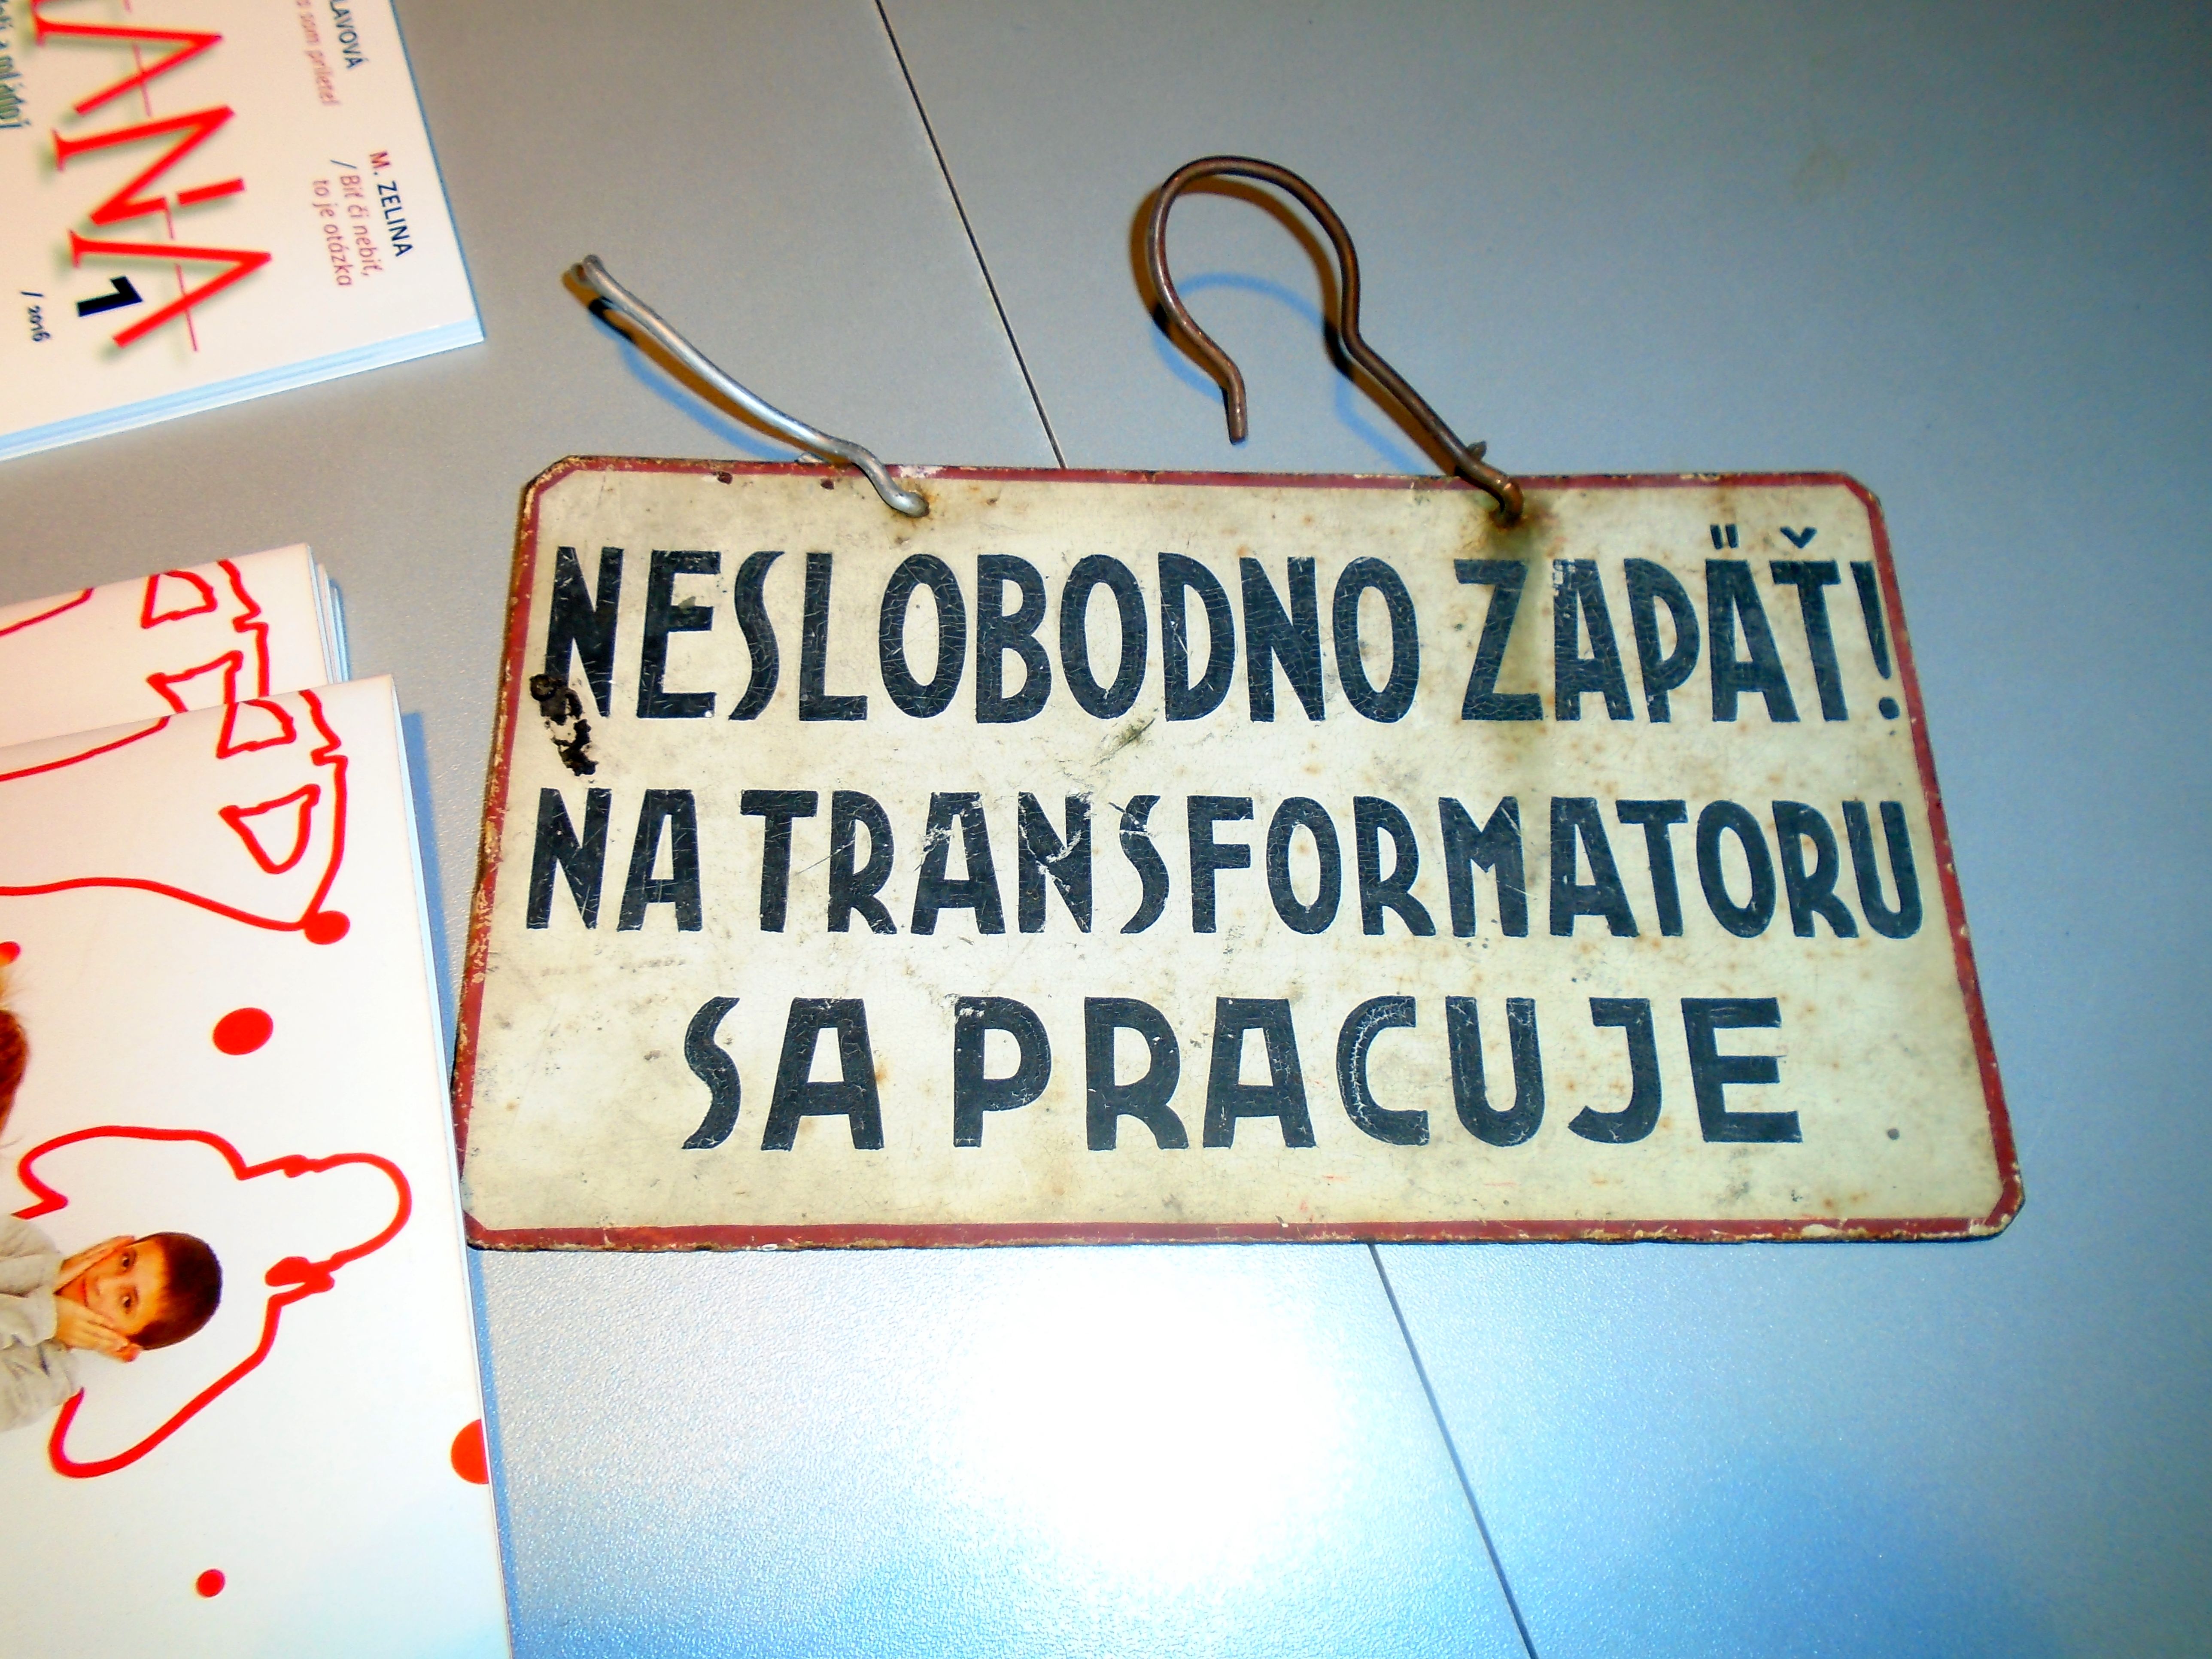 NESLOBODNO ZAPÄŤ!
NA TRANSFORMATORU
SA PRACUJE
M. ZELINA
/ Biť či nebiť,
to je otázka
1
/ 2016